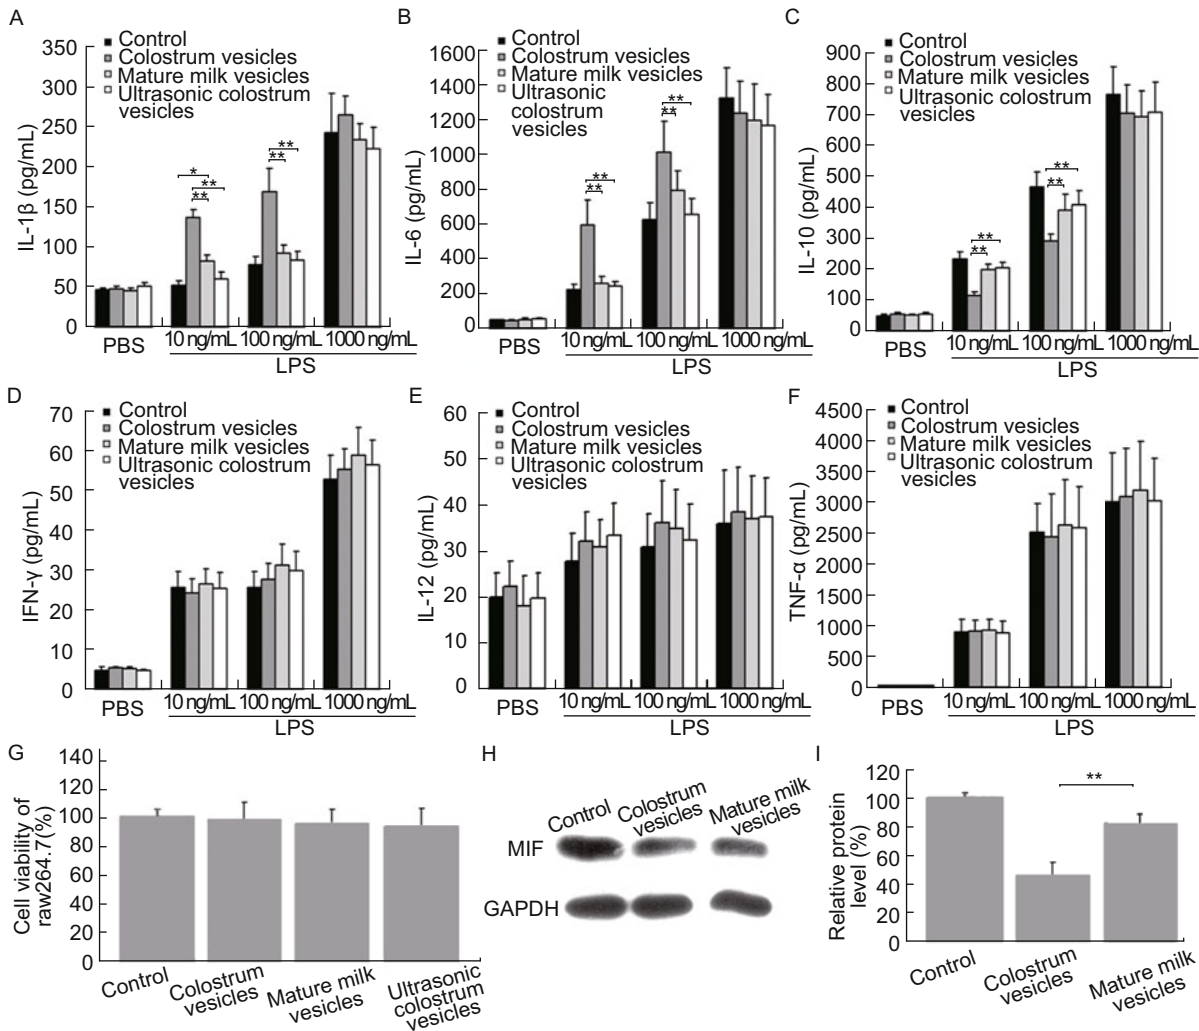 A
IL-1β (pg/mL)
350
300
250
200
150
100
50
0
Control
Colostrum vesicles
Mature milk vesicles
Ultrasonic colostrum
vesicles
*
**
**
**
**
PBS
10 ng/mL 100 ng/mL 1000 ng/mL
LPS
B
IL-6 (pg/mL)
1600
1400
1200
1000
800
600
400
200
0
Control
Colostrum vesicles
Mature milk vesicles
Ultrasonic
colostrum
vesicles
**
**
**
**
PBS
10 ng/mL 100 ng/mL 1000 ng/mL
LPS
C
IL-10 (pg/mL)
900
800
700
600
500
400
300
200
100
0
Control
Colostrum vesicles
Mature milk vesicles
Ultrasonic colostrum
vesicles
**
**
**
**
PBS
10 ng/mL 100 ng/mL 1000 ng/mL
LPS
D
IFN-γ (pg/mL)
70
60
50
40
30
20
10
0
Control
Colostrum vesicles
Mature milk vesicles
Ultrasonic colostrum
vesicles
PBS
10 ng/mL 100 ng/mL 1000 ng/mL
LPS
E
IL-12 (pg/mL)
60
50
40
30
20
10
0
Control
Colostrum vesicles
Mature milk vesicles
Ultrasonic colostrum
vesicles
PBS
10 ng/mL 100 ng/mL 1000 ng/mL
LPS
F
TNF-α (pg/mL)
4500
4000
3500
3000
2500
2000
1500
1000
500
0
Control
Colostrum vesicles
Mature milk vesicles
Ultrasonic colostrum
vesicles
PBS
10 ng/mL 100 ng/mL 1000 ng/mL
LPS
G
Cell viability of
raw264.7(%)
140
120
100
80
60
40
20
0
Control
Colostrum
vesicles
Mature milk
vesicles
Ultrasonic
colostrum
vesicles
H
Control
Colostrum
vesicles
Mature milk
vesicles
MIF
GAPDH
I
Relative protein
level (%)
120
100
80
60
40
20
0
**
Control
Colostrum
vesicles
Mature milk
vesicles